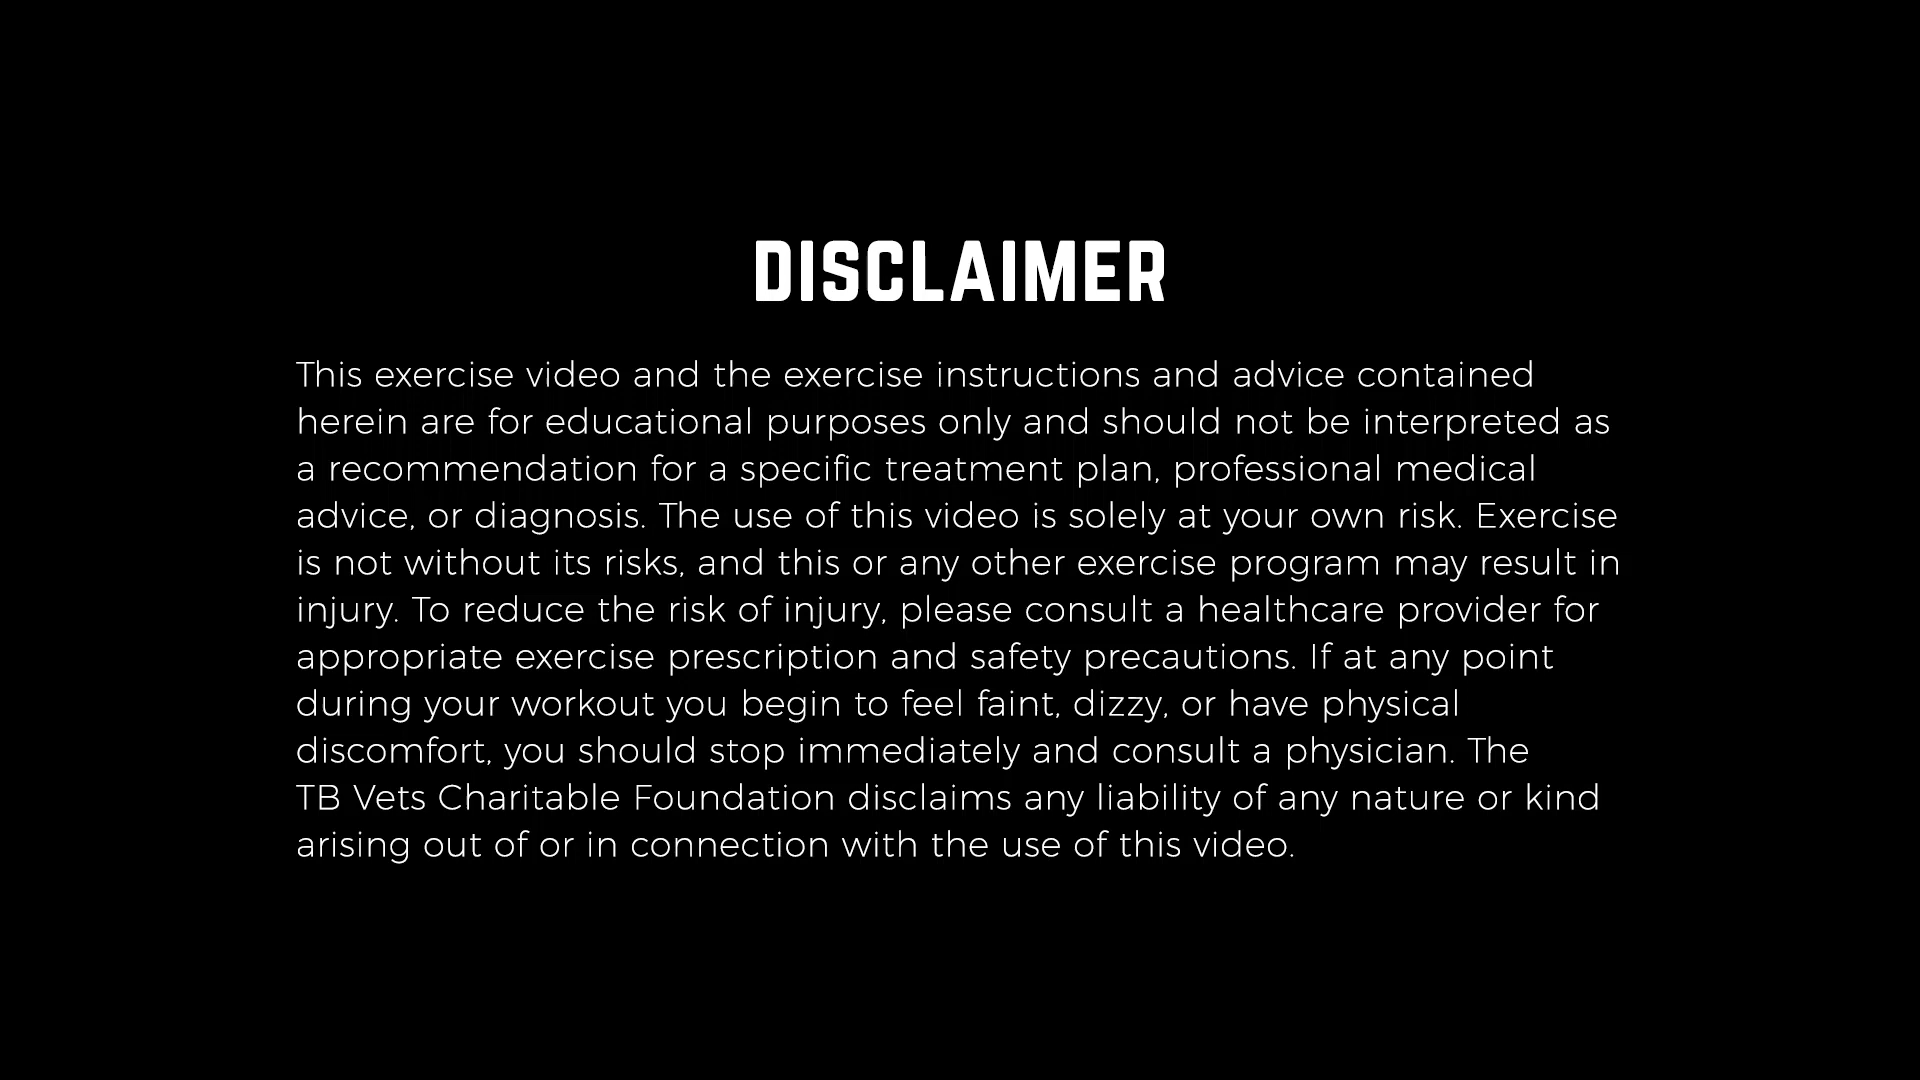 DISCLAIMER
This exercise video and the exercise instructions and advice contained
herein are for educational purposes only and should not be interpreted as
a recommendation for a specific treatment plan, professional medical
advice, or diagnosis. The use of this video is solely at your own risk. Exercise
is not without its risks, and this or any other exercise program may result in
injury. To reduce the risk of injury, please consult a healthcare provider for
appropriate exercise prescription and safety precautions. If at any point
during your workout you begin to feel faint, dizzy, or have physical
discomfort, you should stop immediately and consult a physician. The
TB Vets Charitable Foundation disclaims any liability of any nature or kind
arising out of or in connection with the use of this video.